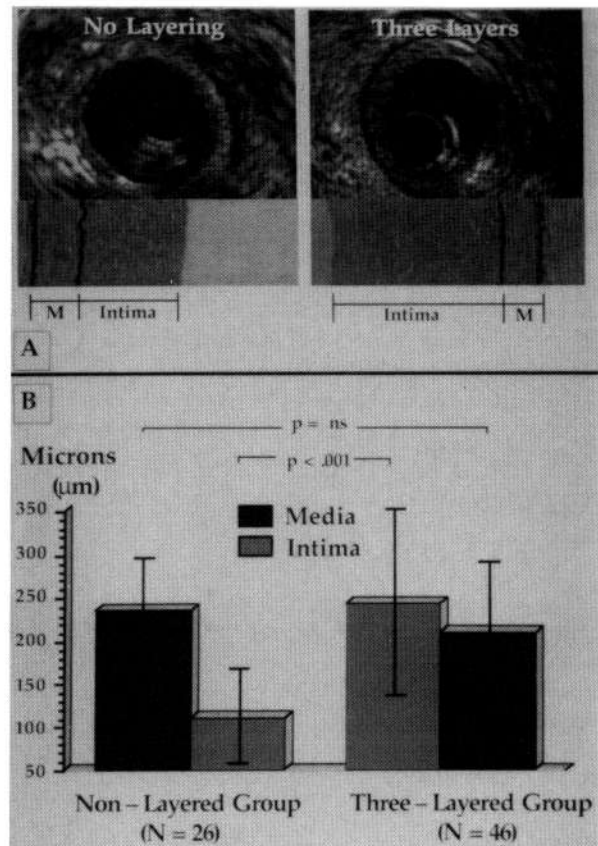 No Layering
Three Layers
M
Intima
Intima
M
A
B
p = ns
p < .001
Microns
(μm)
Media
Intima
350
300
250
200
150
100
50
Non – Layered Group
(N = 26)
Three – Layered Group
(N = 46)